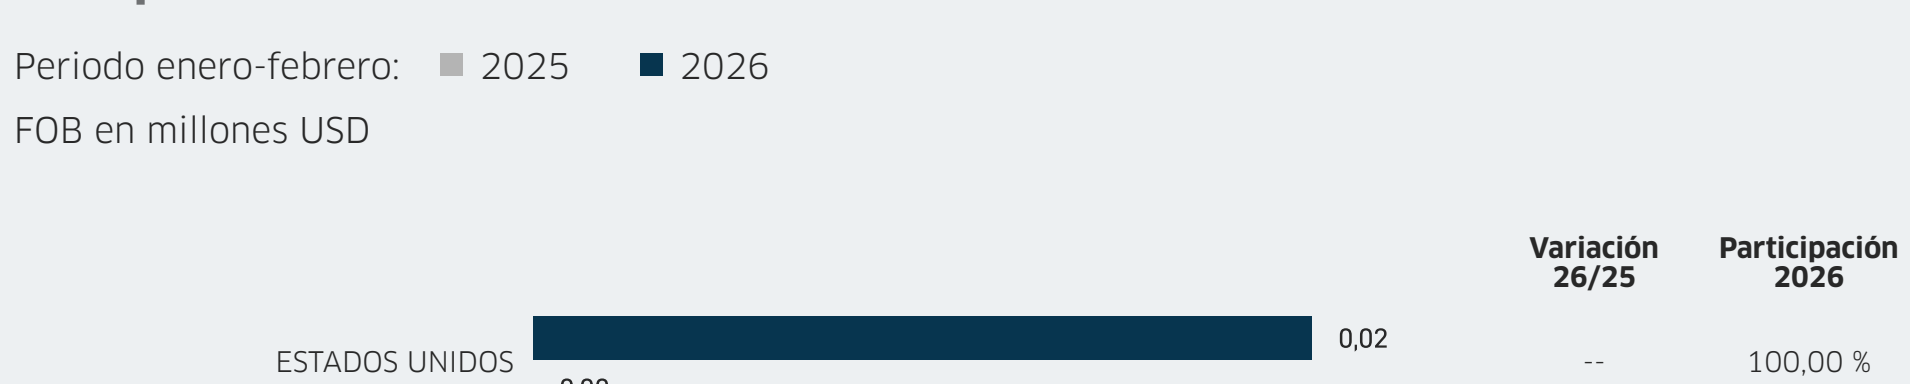 Periodo enero-febrero: 2025 2026
FOB en millones USD
Variación Participación
26/25 2026
0,02
ESTADOS UNIDOS -- 100,00 %